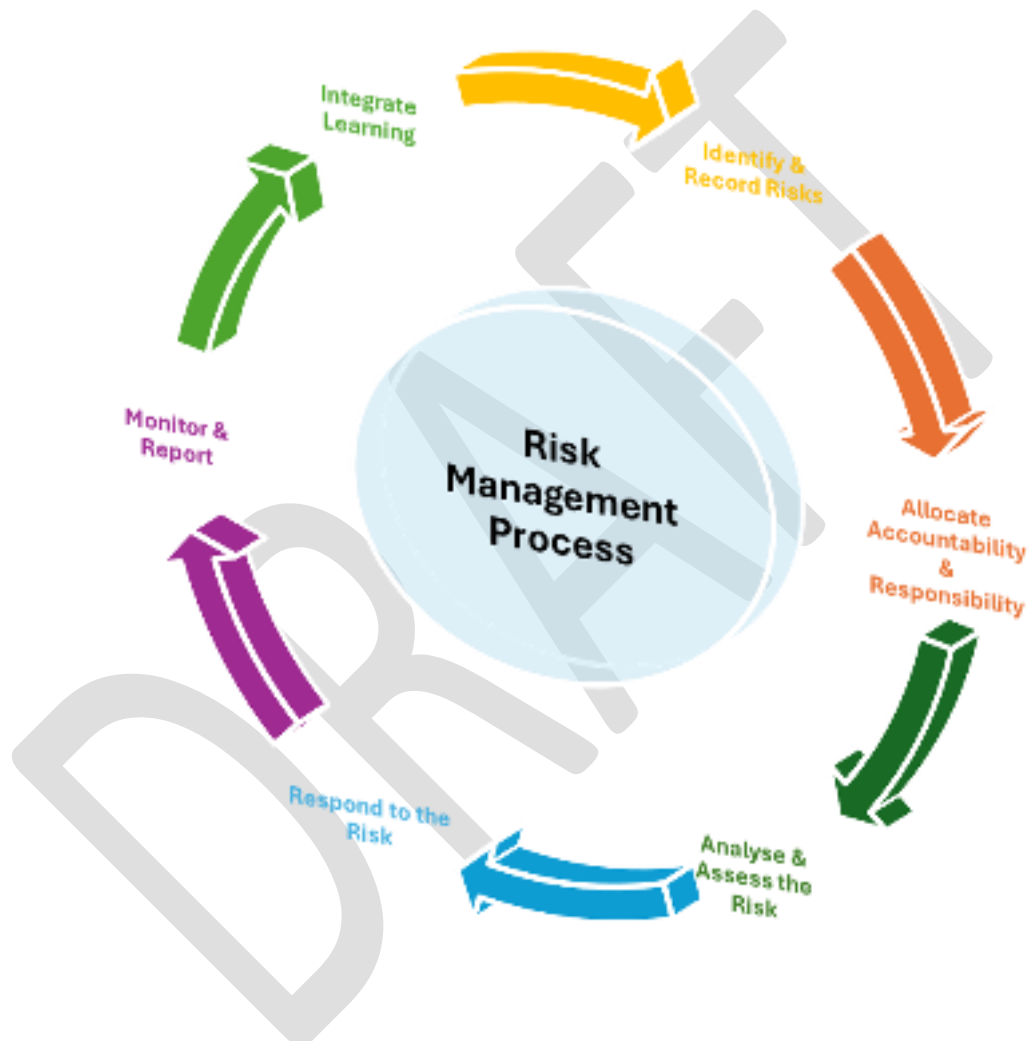 Integrate
Learning
Identify &
Record Risks
Risk
Management
Process
Monitor &
Report
Allocate
Accountability
&
Responsibility
Respond to the
Risk
Analyse &
Assess the
Risk
DRAFT